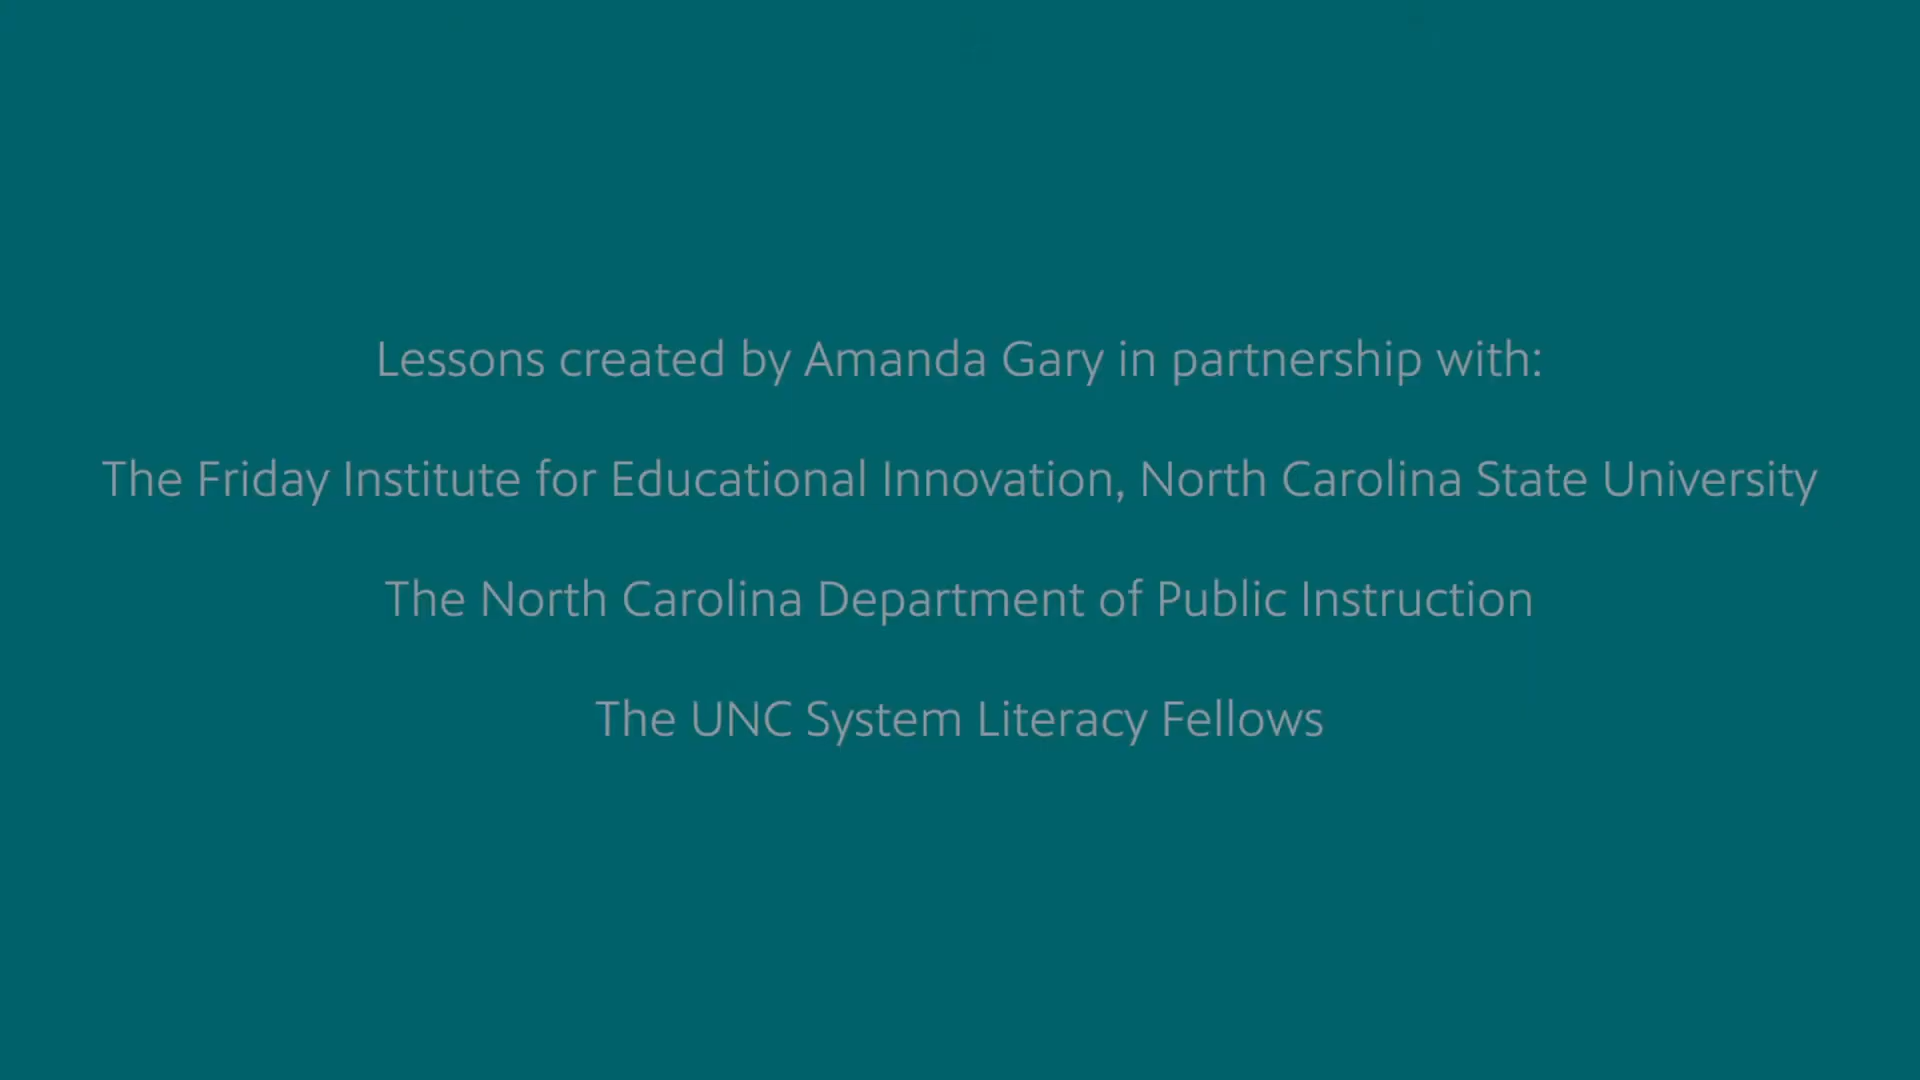 Lessons created by Amanda Gary in partnership with:
The Friday Institute for Educational Innovation, North Carolina State University
The North Carolina Department of Public Instruction
The UNC System Literacy Fellows